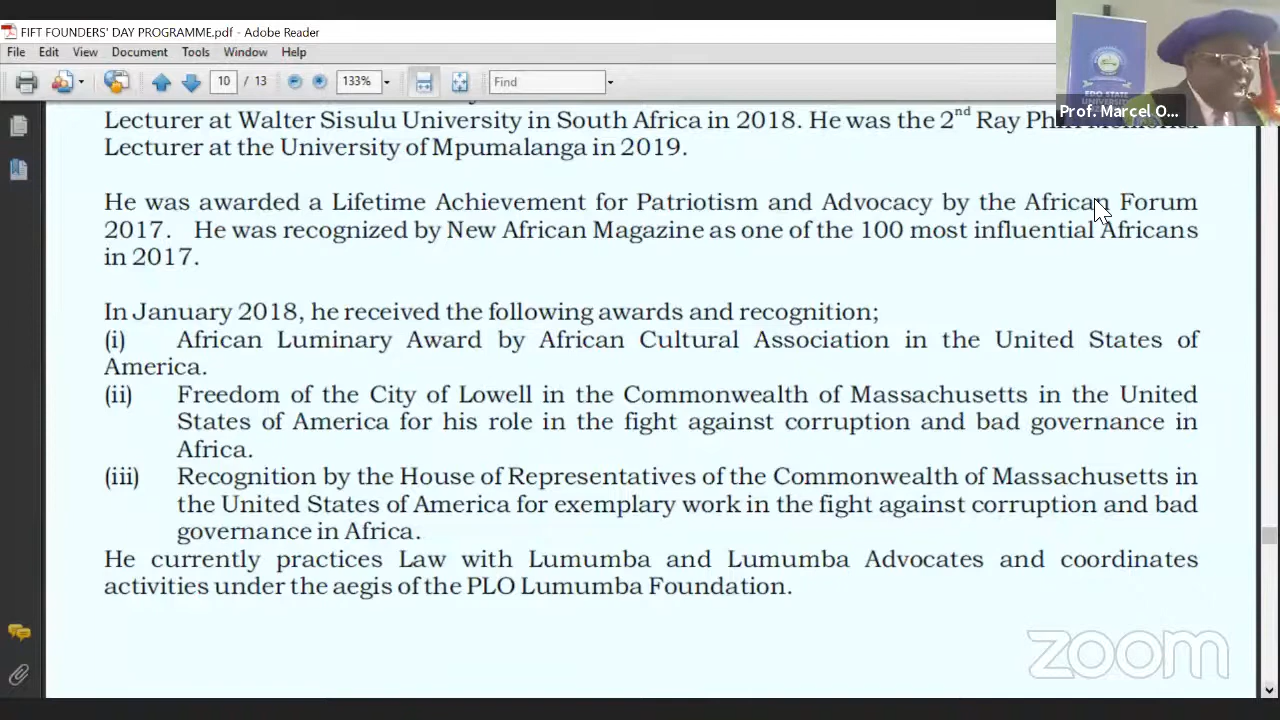 FIFT FOUNDERS' DAY PROGRAMME.pdf - Adobe Reader
File Edit View Document Tools Window Help
10 / 13 133% Find
EDO STATE
UNIVERSITY
Prof. Marcel O...
Lecturer at Walter Sisulu University in South Africa in 2018. He was the 2nd Ray
Lecturer at the University of Mpumalanga in 2019.
He was awarded a Lifetime Achievement for Patriotism and Advocacy by the African Forum
2017. He was recognized by New African Magazine as one of the 100 most influential Africans
in 2017.
In January 2018, he received the following awards and recognition;
(i) African Luminary Award by African Cultural Association in the United States of
America.
(ii) Freedom of the City of Lowell in the Commonwealth of Massachusetts in the United
States of America for his role in the fight against corruption and bad governance in
Africa.
(iii) Recognition by the House of Representatives of the Commonwealth of Massachusetts in
the United States of America for exemplary work in the fight against corruption and bad
governance in Africa.
He currently practices Law with Lumumba and Lumumba Advocates and coordinates
activities under the aegis of the PLO Lumumba Foundation.
zoom